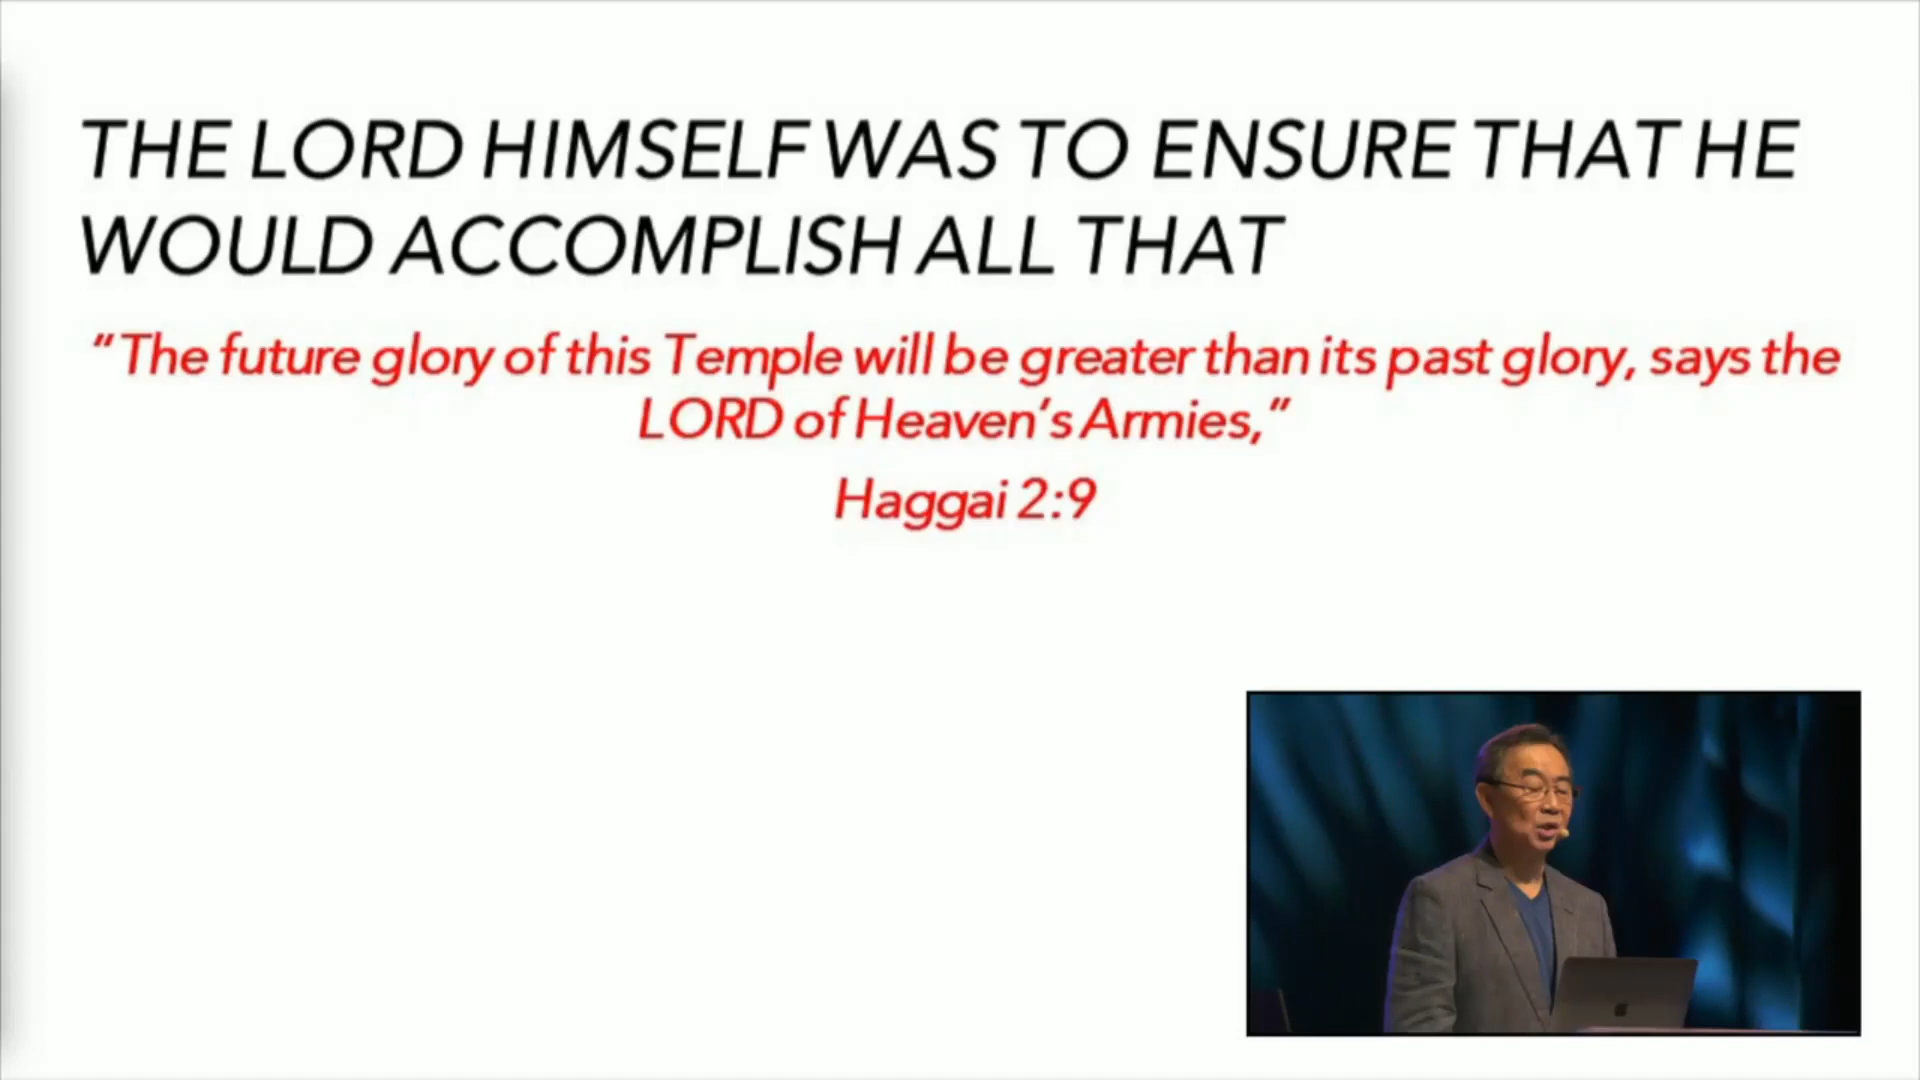 THE LORD HIMSELF WAS TO ENSURE THAT HE
WOULD ACCOMPLISH ALL THAT
"The future glory of this Temple will be greater than its past glory, says the
LORD of Heaven's Armies,"
Haggai 2:9